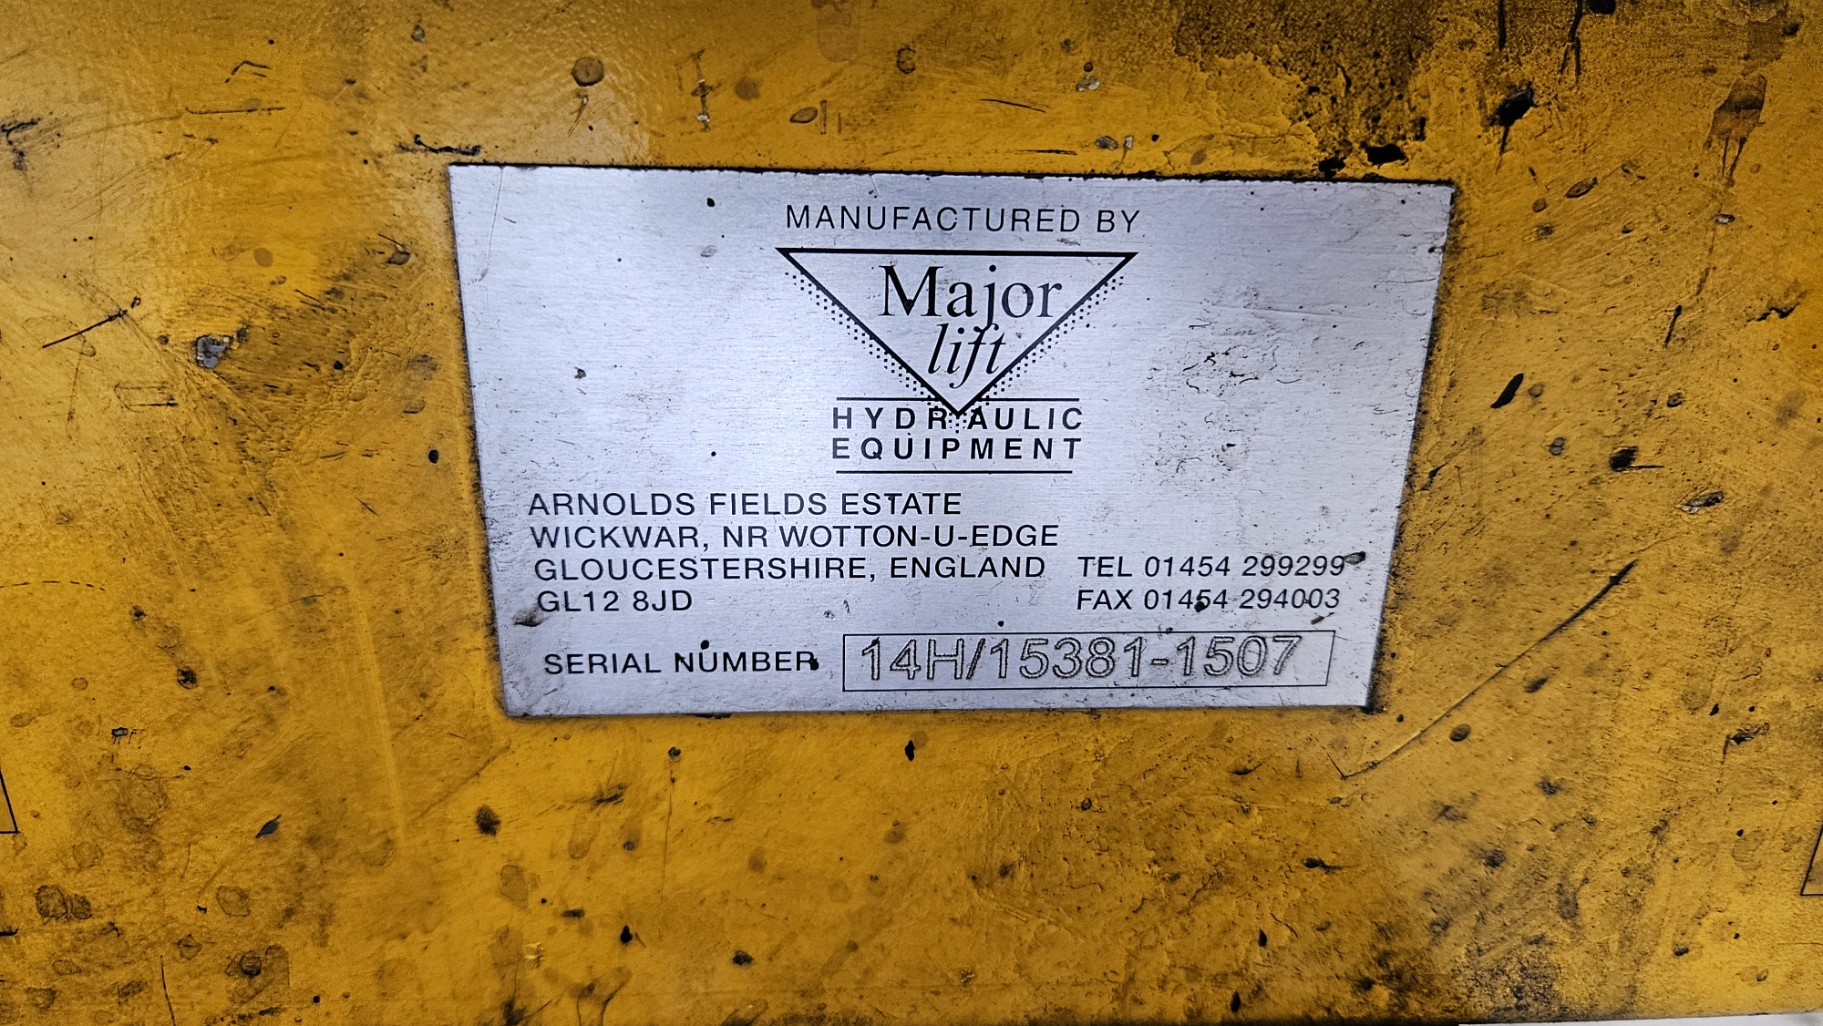 MANUFACTURED BY
Major
lift
HYDRAULIC
EQUIPMENT
ARNOLDS FIELDS ESTATE
WICKWAR, NR WOTTON-U-EDGE
GLOUCESTERSHIRE, ENGLAND TEL 01454 299299
GL12 8JD FAX 01454 294003
SERIAL NUMBER 14H/15381-1507